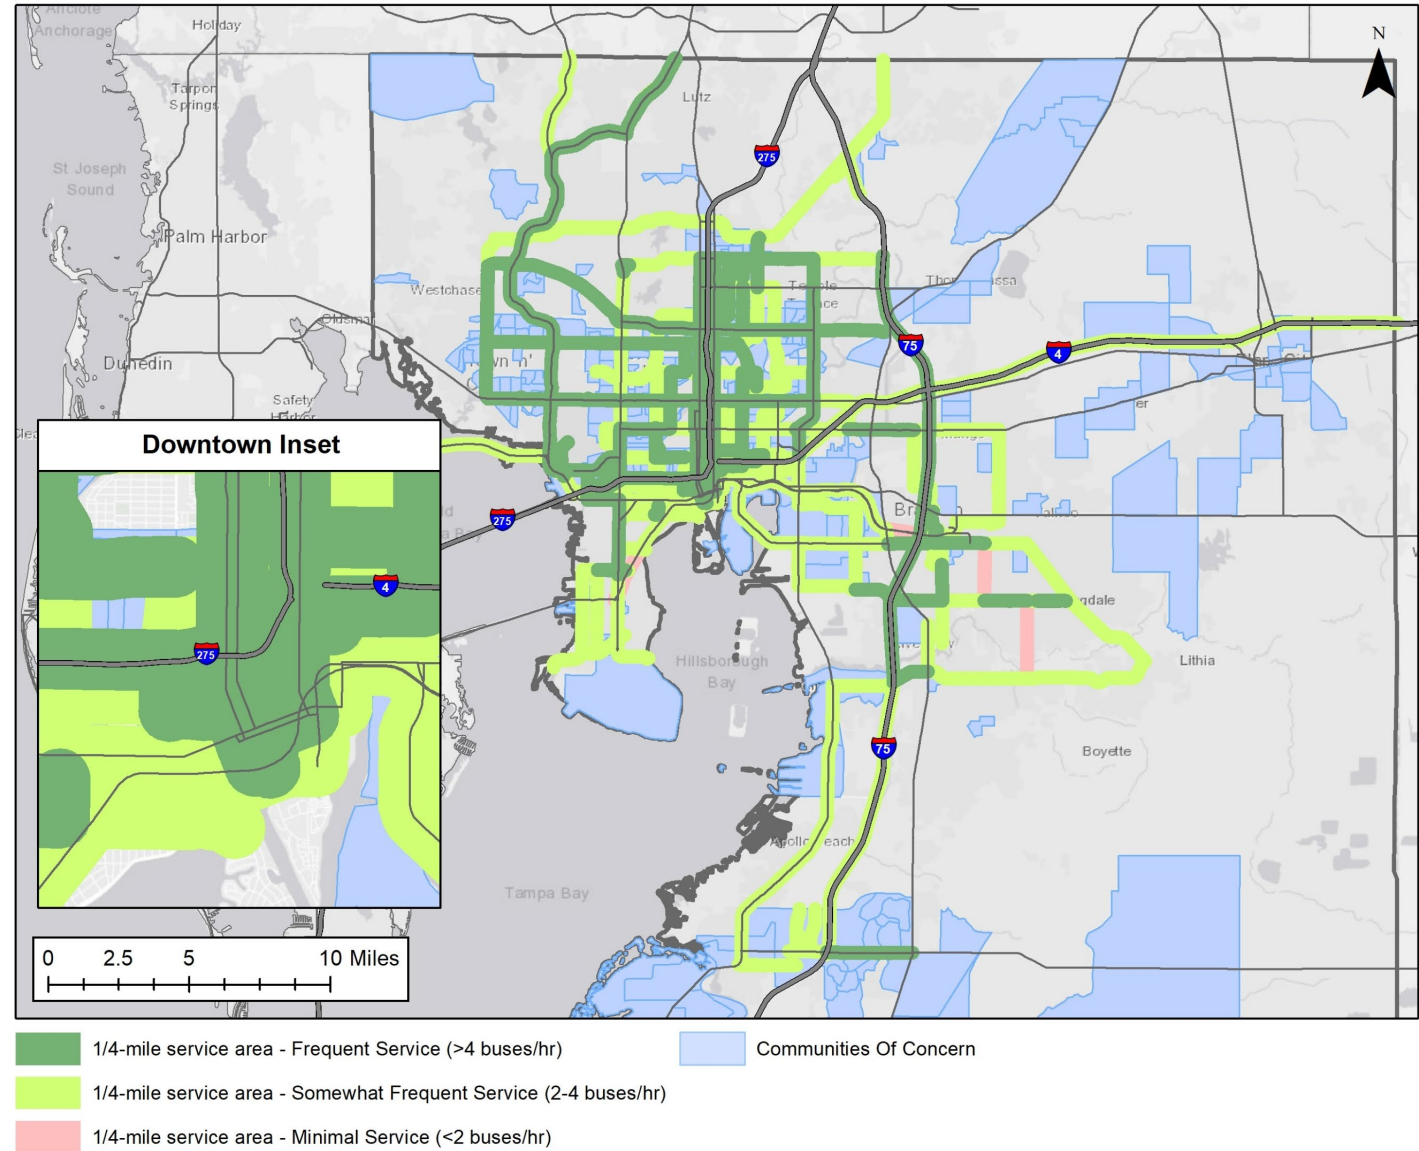 Anclote
Anchorage
Holiday
N
Tarpon
Springs
Lutz
275
St Joseph
Sound
Palm Harbor
Westchase
Oldsmar
75
4
Dunedin
Safety
Harbor
Downtown Inset
4
275
275
Hillsborough
Bay
Lithia
75
Boyette
Tampa Bay
0 2.5 5 10 Miles
1/4-mile service area - Frequent Service (>4 buses/hr)
Communities Of Concern
1/4-mile service area - Somewhat Frequent Service (2-4 buses/hr)
1/4-mile service area - Minimal Service (<2 buses/hr)